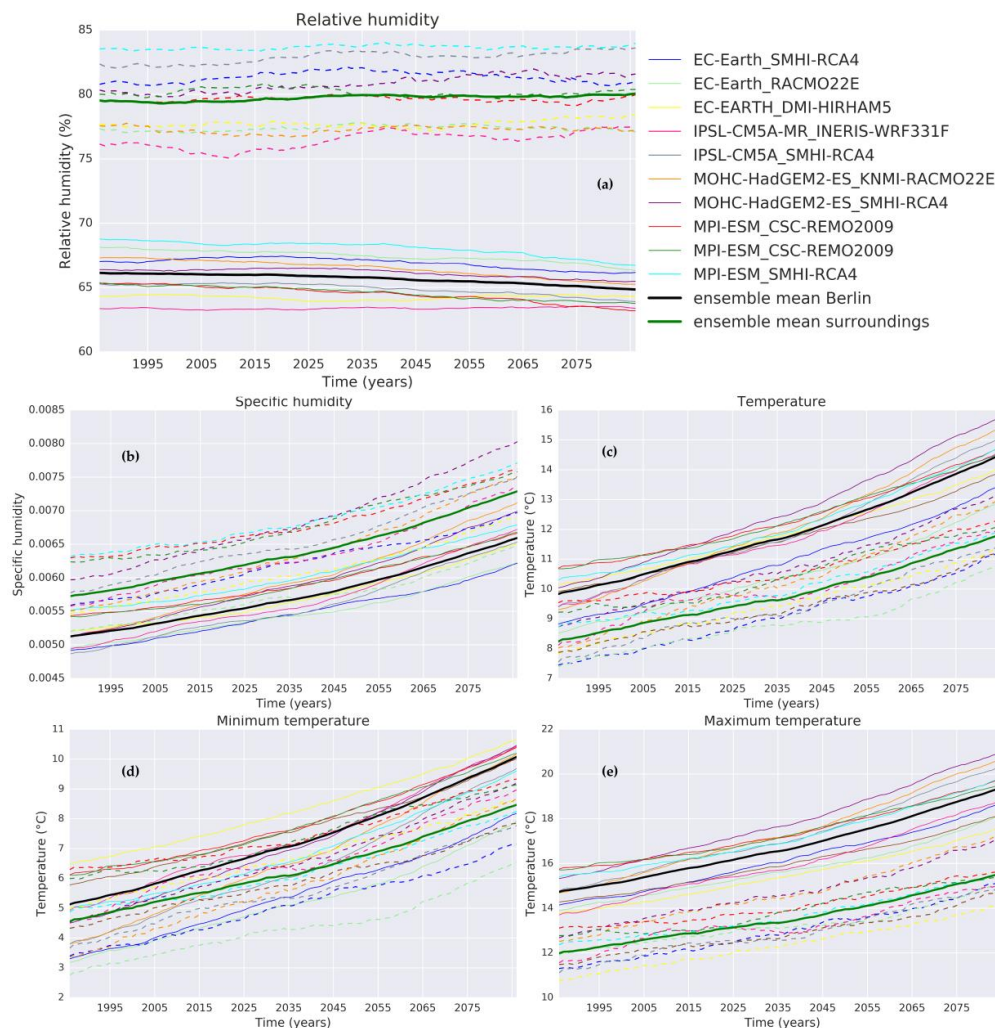 Relative humidity
85
80
75
70
65
60
Relative humidity (%)
(a)
1995 2005 2015 2025 2035 2045 2055 2065 2075
Time (years)
EC-Earth_SMHI-RCA4
EC-Earth_RACMO22E
EC-EARTH_DMI-HIRHAM5
IPSL-CM5A-MR_INERIS-WRF331F
IPSL-CM5A_SMHI-RCA4
MOHC-HadGEM2-ES_KNMI-RACMO22E
MOHC-HadGEM2-ES_SMHI-RCA4
MPI-ESM_CSC-REMO2009
MPI-ESM_CSC-REMO2009
MPI-ESM_SMHI-RCA4
ensemble mean Berlin
ensemble mean surroundings
Specific humidity
0.0085
0.0080
0.0075
0.0070
0.0065
0.0060
0.0055
0.0050
0.0045
Specific humidity
(b)
1995 2005 2015 2025 2035 2045 2055 2065 2075
Time (years)
Temperature
16
15
14
13
12
11
10
9
8
7
Temperature (°C)
(c)
1995 2005 2015 2025 2035 2045 2055 2065 2075
Time (years)
Minimum temperature
11
10
9
8
7
6
5
4
3
2
Temperature (°C)
(d)
1995 2005 2015 2025 2035 2045 2055 2065 2075
Time (years)
Maximum temperature
22
20
18
16
14
12
10
Temperature (°C)
(e)
1995 2005 2015 2025 2035 2045 2055 2065 2075
Time (years)